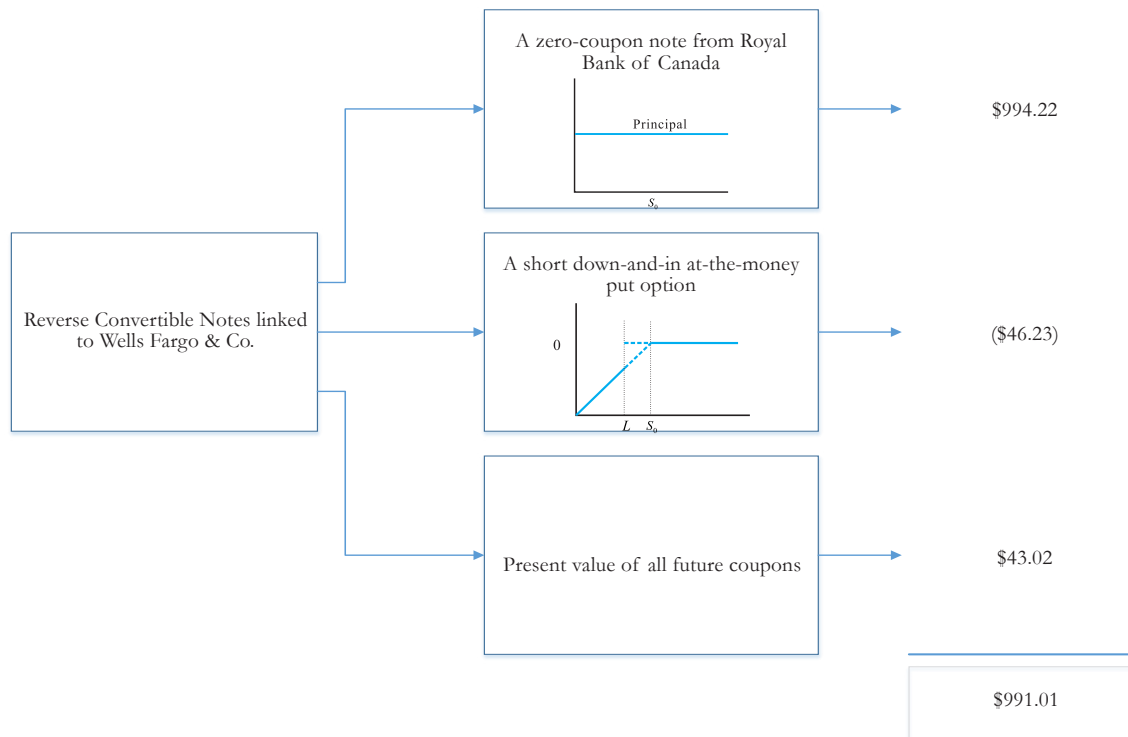 A zero-coupon note from Royal
Bank of Canada
Principal
S₀
$994.22
Reverse Convertible Notes linked
to Wells Fargo & Co.
A short down-and-in at-the-money
put option
0
L S₀
($46.23)
Present value of all future coupons
$43.02
$991.01